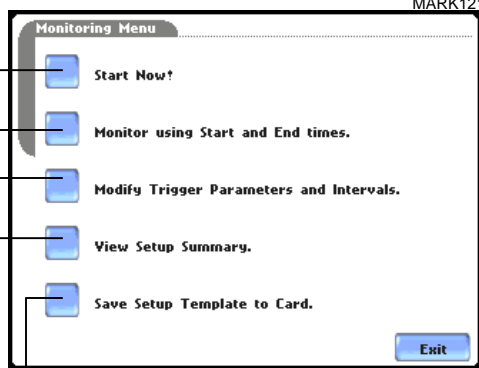 MARK121
Monitoring Menu
Start Now!
Monitor using Start and End times.
Modify Trigger Parameters and Intervals.
View Setup Summary.
Save Setup Template to Card.
Exit